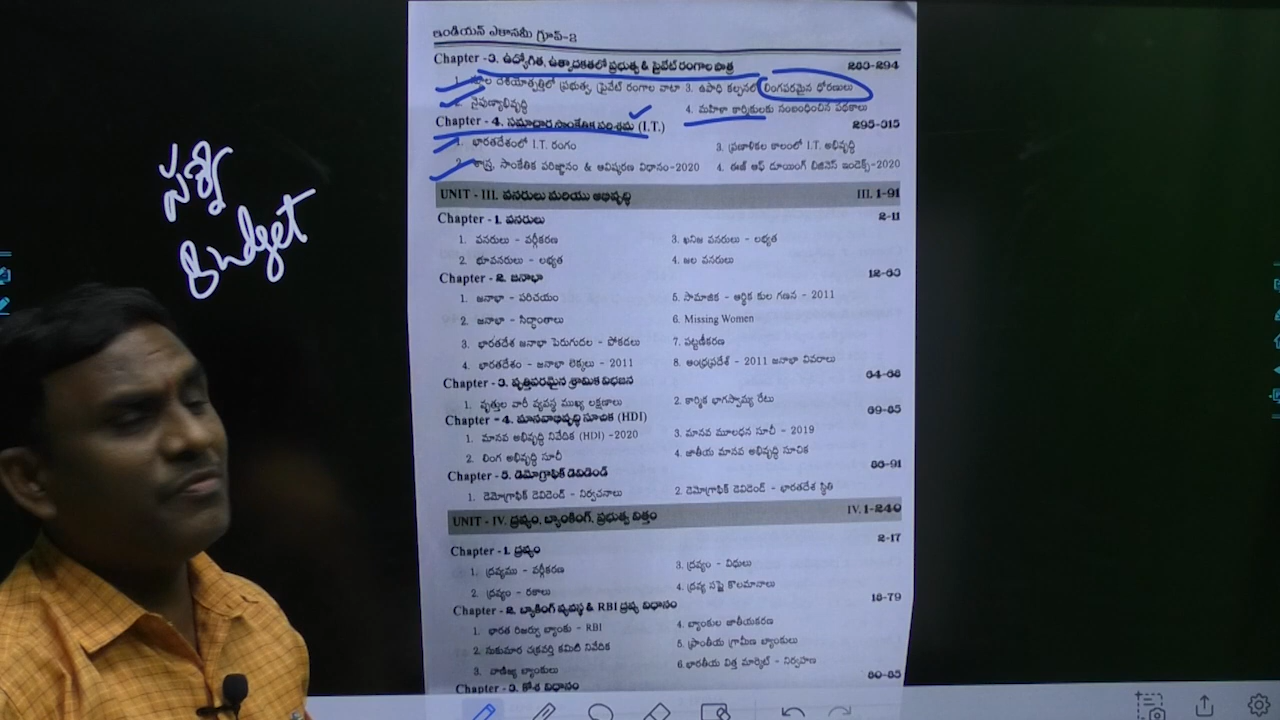 ఇండియన్ ఎకానమీ గ్రూప్-2
Chapter - 3. ఉద్యోగిత, ఉత్పాదకతలో ప్రభుత్వ & ప్రైవేట్ రంగాల పాత్ర 263-294
1. స్థూల దేశీయోత్పత్తిలో ప్రభుత్వ ప్రైవేట్ రంగాల వాటా 3. ఉపాధి కల్పనలో లింగపరమైన ధోరణులు
2. నైపుణ్యాభివృద్ధి 4. మహిళా కార్మికులకు సంబంధించిన పథకాలు
Chapter - 4. సమాచార సాంకేతిక పరిశ్రమ (I.T.) 295-315
1. భారతదేశంలో I.T. రంగం 3. ప్రణాళికల కాలంలో I.T. అభివృద్ధి
2. శాస్త్ర, సాంకేతిక పరిజ్ఞానం & ఆవిష్కరణ విధానం-2020 4. ఈజ్ ఆఫ్ డూయింగ్ బిజినెస్ ఇండెక్స్-2020
UNIT - III. వనరులు మరియు అభివృద్ధి III. 1-91
Chapter - 1. వనరులు 2-11
1. వనరులు - వర్గీకరణ 3. ఖనిజ వనరులు - లభ్యత
2. భూవనరులు - లభ్యత 4. జల వనరులు
Chapter - 2. జనాభా 12-63
1. జనాభా - పరిచయం 5. సామాజిక - ఆర్థిక కుల గణన - 2011
2. జనాభా - సిద్ధాంతాలు 6. Missing Women
3. భారతదేశ జనాభా పెరుగుదల - పోకడలు 7. పట్టణీకరణ
4. భారతదేశం - జనాభా లెక్కలు - 2011 8. ఆంధ్రప్రదేశ్ - 2011 జనాభా వివరాలు
Chapter - 3. వృత్తిపరమైన శ్రామిక విభజన 64-68
1. వృత్తుల వారీ వ్యవస్థ ముఖ్య లక్షణాలు 2. కార్మిక భాగస్వామ్య రేటు
Chapter - 4. మానవాభివృద్ధి సూచిక (HDI) 69-85
1. మానవ అభివృద్ధి నివేదిక (HDI) -2020 3. మానవ మూలధన సూచీ - 2019
2. లింగ అభివృద్ధి సూచీ 4. జాతీయ మానవ అభివృద్ధి సూచిక
Chapter - 5. డెమోగ్రాఫిక్ డెవిడెండ్ 86-91
1. డెమోగ్రాఫిక్ డెవిడెండ్ - నిర్వచనాలు 2. డెమోగ్రాఫిక్ డెవిడెండ్ - భారతదేశ స్థితి
UNIT - IV. ద్రవ్యం, బ్యాంకింగ్, ప్రభుత్వ విత్తం IV. 1-240
Chapter - 1. ద్రవ్యం 2-17
1. ద్రవ్యము - వర్గీకరణ 3. ద్రవ్యం - విధులు
2. ద్రవ్యం - రకాలు 4. ద్రవ్య సప్లై కొలమానాలు
Chapter - 2. బ్యాకింగ్ వ్యవస్థ & RBI ద్రవ్య విధానం 18-79
1. భారత రిజర్వు బ్యాంకు - RBI 4. బ్యాంకుల జాతీయకరణ
2. సుకుమార చక్రవర్తి కమిటీ నివేదిక 5. ప్రాంతీయ గ్రామీణ బ్యాంకులు
3. వాణిజ్య బ్యాంకులు 6. భారతీయ విత్త మార్కెట్ - నిర్వహణ
Chapter - 3. కోశ విధానం 80-85
Budget